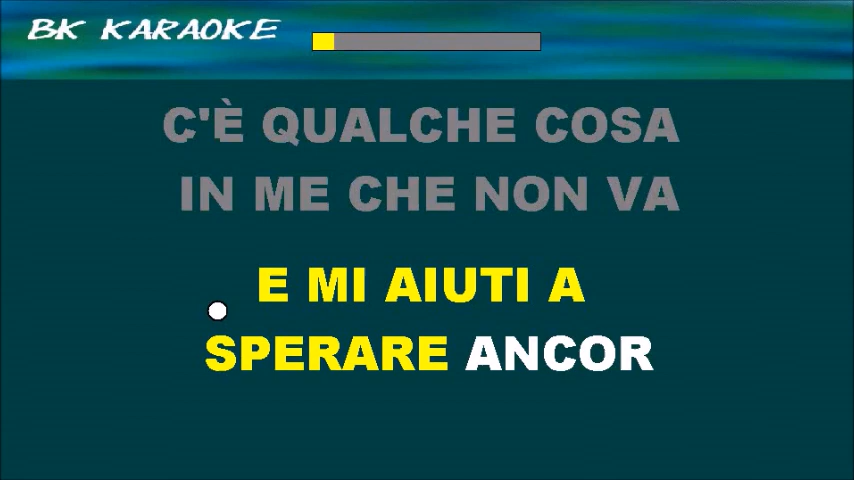 BK KARAOKE
C'È QUALCHE COSA
IN ME CHE NON VA
E MI AIUTI A
SPERARE ANCOR